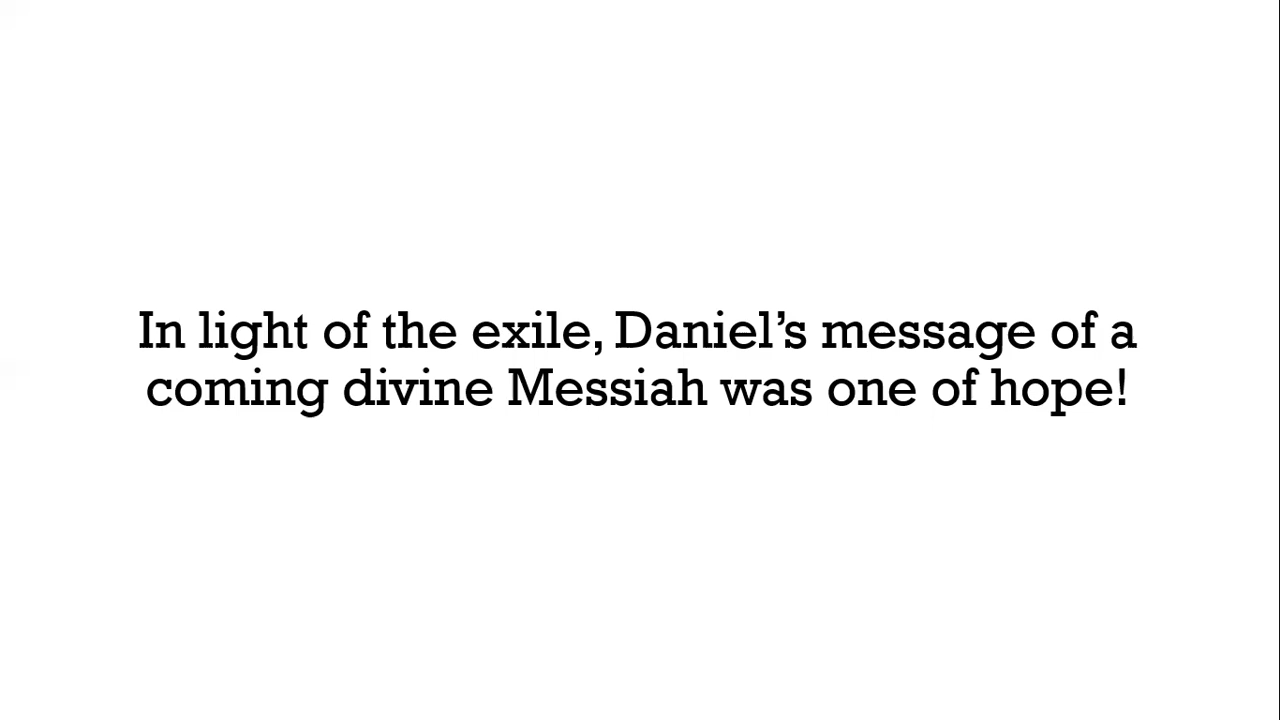 In light of the exile, Daniel’s message of a
coming divine Messiah was one of hope!